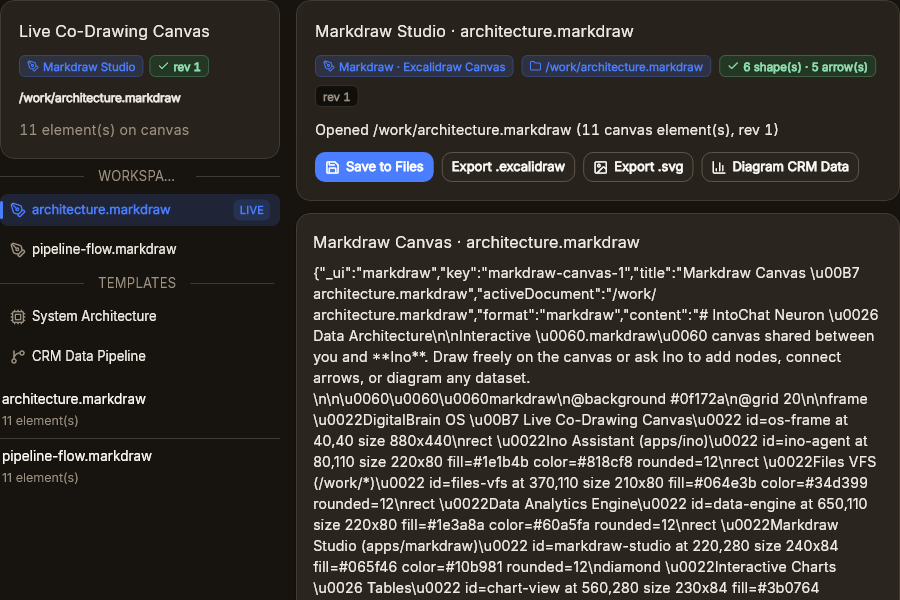 Live Co-Drawing Canvas
Markdraw Studio
rev 1
/work/architecture.markdraw
11 element(s) on canvas
WORKSPA...
architecture.markdraw
LIVE
pipeline-flow.markdraw
TEMPLATES
System Architecture
CRM Data Pipeline
architecture.markdraw
11 element(s)
pipeline-flow.markdraw
11 element(s)
Markdraw Studio · architecture.markdraw
Markdraw · Excalidraw Canvas
/work/architecture.markdraw
6 shape(s) · 5 arrow(s)
rev 1
Opened /work/architecture.markdraw (11 canvas element(s), rev 1)
Save to Files
Export .excalidraw
Export .svg
Diagram CRM Data
Markdraw Canvas · architecture.markdraw
{"_ui":"markdraw","key":"markdraw-canvas-1","title":"Markdraw Canvas \u00B7
architecture.markdraw","activeDocument":"/work/
architecture.markdraw","format":"markdraw","content":"# IntoChat Neuron \u0026
Data Architecture\n\nInteractive \u0060.markdraw\u0060 canvas shared between
you and **Ino**. Draw freely on the canvas or ask Ino to add nodes, connect
arrows, or diagram any dataset.
\n\n\u0060\u0060\u0060markdraw\n@background #0f172a\n@grid 20\n\nframe
\u0022DigitalBrain OS \u00B7 Live Co-Drawing Canvas\u0022 id=os-frame at
40,40 size 880x440\nrect \u0022Ino Assistant (apps/ino)\u0022 id=ino-agent at
80,110 size 220x80 fill=#1e1b4b color=#818cf8 rounded=12\nrect \u0022Files VFS
(/work/*)\u0022 id=files-vfs at 370,110 size 210x80 fill=#064e3b color=#34d399
rounded=12\nrect \u0022Data Analytics Engine\u0022 id=data-engine at 650,110
size 220x80 fill=#1e3a8a color=#60a5fa rounded=12\nrect \u0022Markdraw
Studio (apps/markdraw)\u0022 id=markdraw-studio at 220,280 size 240x84
fill=#065f46 color=#10b981 rounded=12\ndiamond \u0022Interactive Charts
\u0026 Tables\u0022 id=chart-view at 560,280 size 230x84 fill=#3b0764